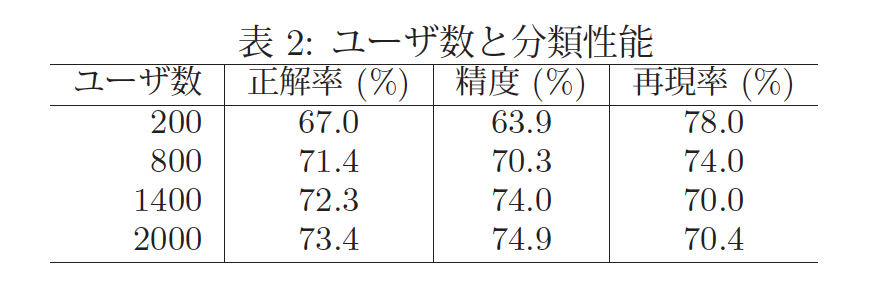 表 2: ユーザ数と分類性能
ユーザ数 正解率 (%) 精度 (%) 再現率 (%)
200 67.0 63.9 78.0
800 71.4 70.3 74.0
1400 72.3 74.0 70.0
2000 73.4 74.9 70.4